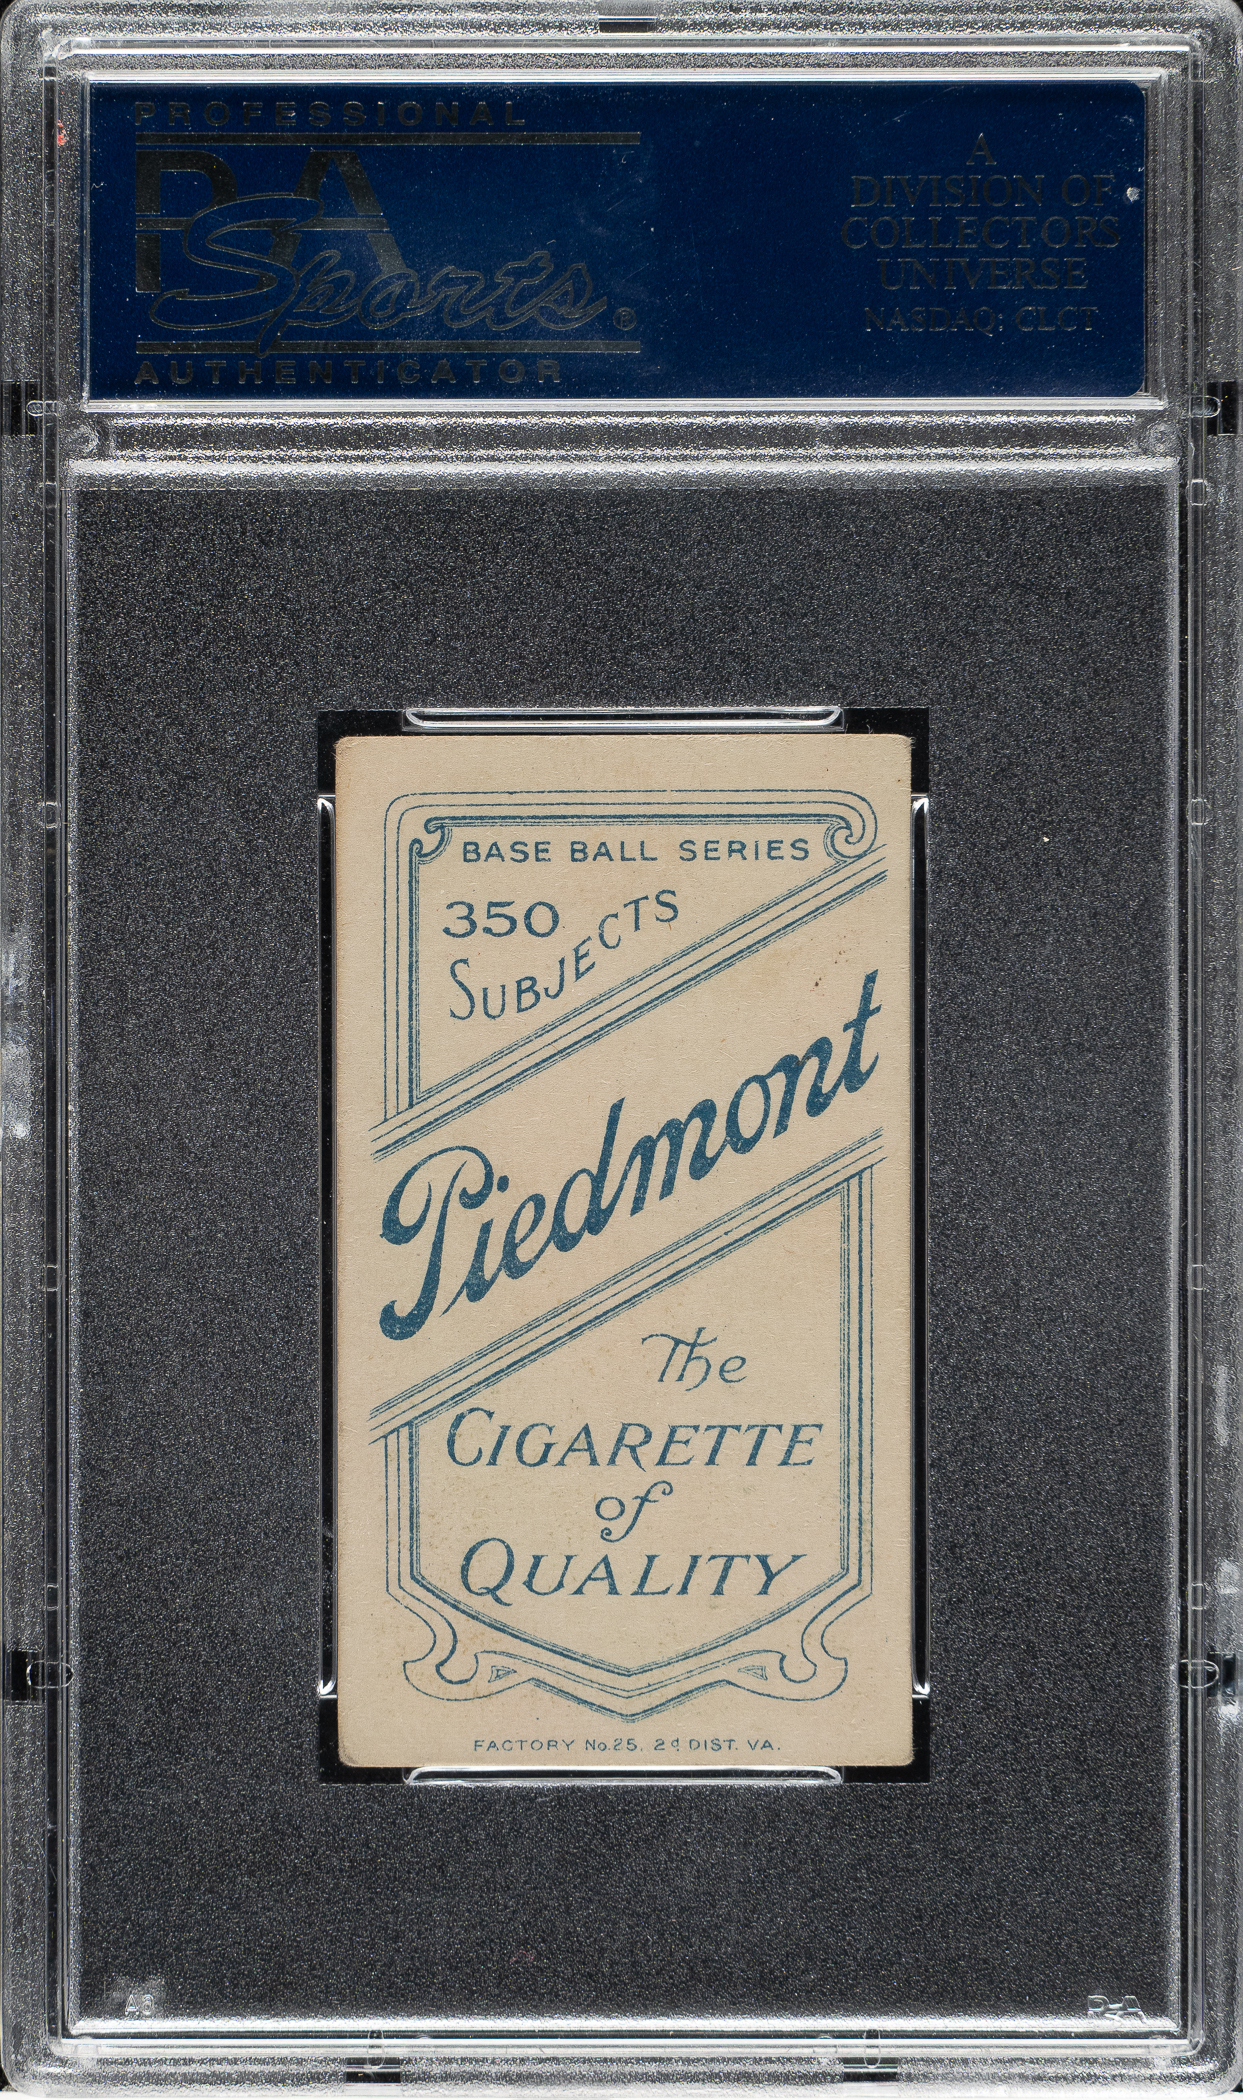 PROFESSIONAL
PSA
Sports®
AUTHENTICATOR
A
DIVISION OF
COLLECTORS
UNIVERSE
NASDAQ: CLCT
BASE BALL SERIES
350
SUBJECTS
Piedmont
The
CIGARETTE
of
QUALITY
FACTORY No.25, 2d DIST. VA.
PSA